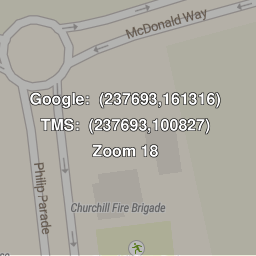 McDonald Way
Google: (237693,161316)
TMS: (237693,100827)
Zoom 18
Philip Parade
Churchill Fire Brigade